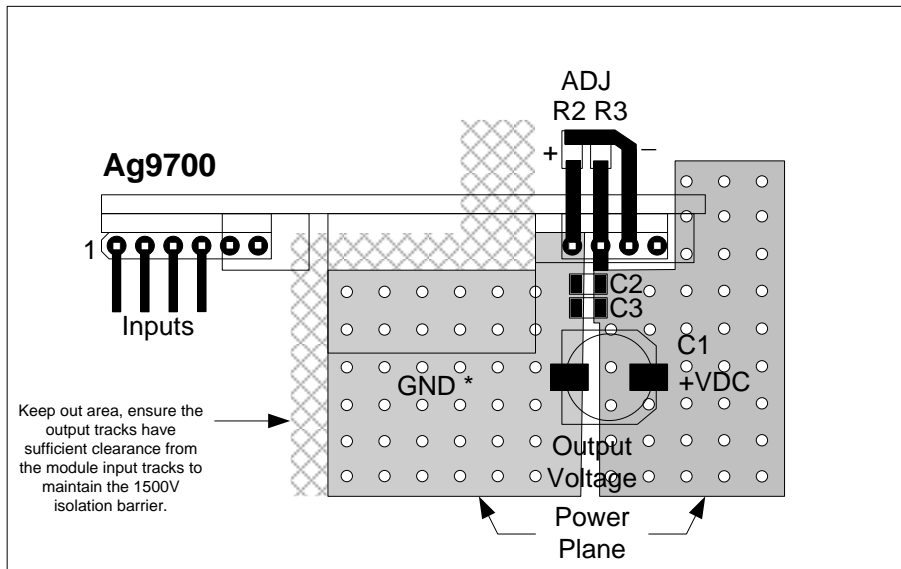 ADJ
R2 R3
+ −
Ag9700
1
Inputs
C2
C3
C1
GND *
+VDC
Keep out area, ensure the
output tracks have
sufficient clearance from
the module input tracks to
maintain the 1500V
isolation barrier.
Output
Voltage
Power
Plane